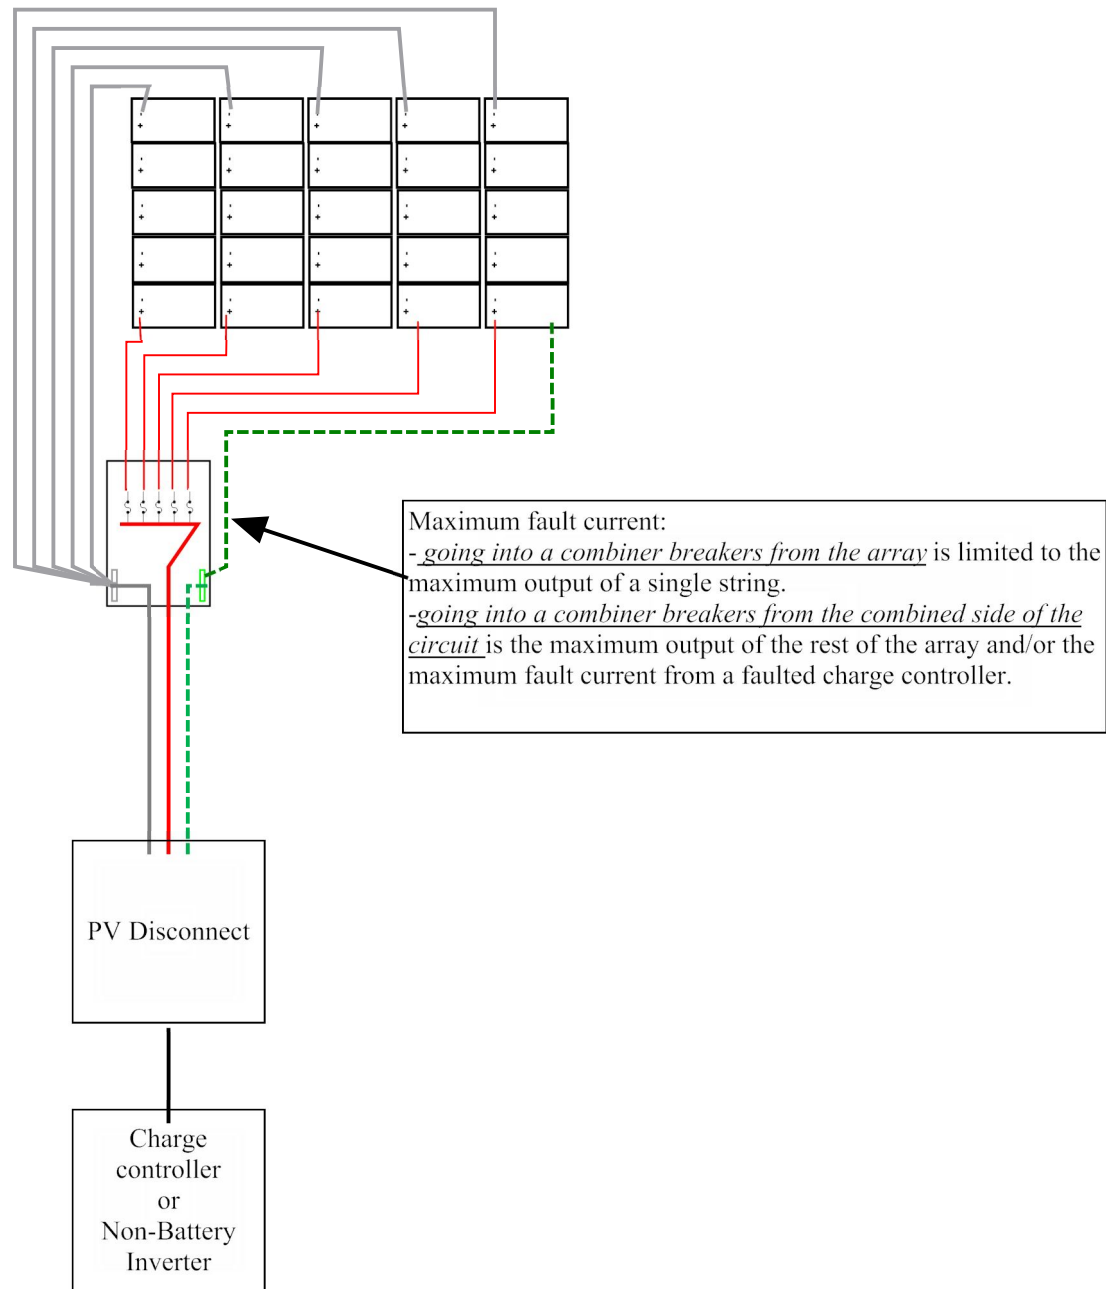 Maximum fault current:
- going into a combiner breakers from the array is limited to the
maximum output of a single string.
-going into a combiner breakers from the combined side of the
circuit is the maximum output of the rest of the array and/or the
maximum fault current from a faulted charge controller.
PV Disconnect
Charge
controller
or
Non-Battery
Inverter